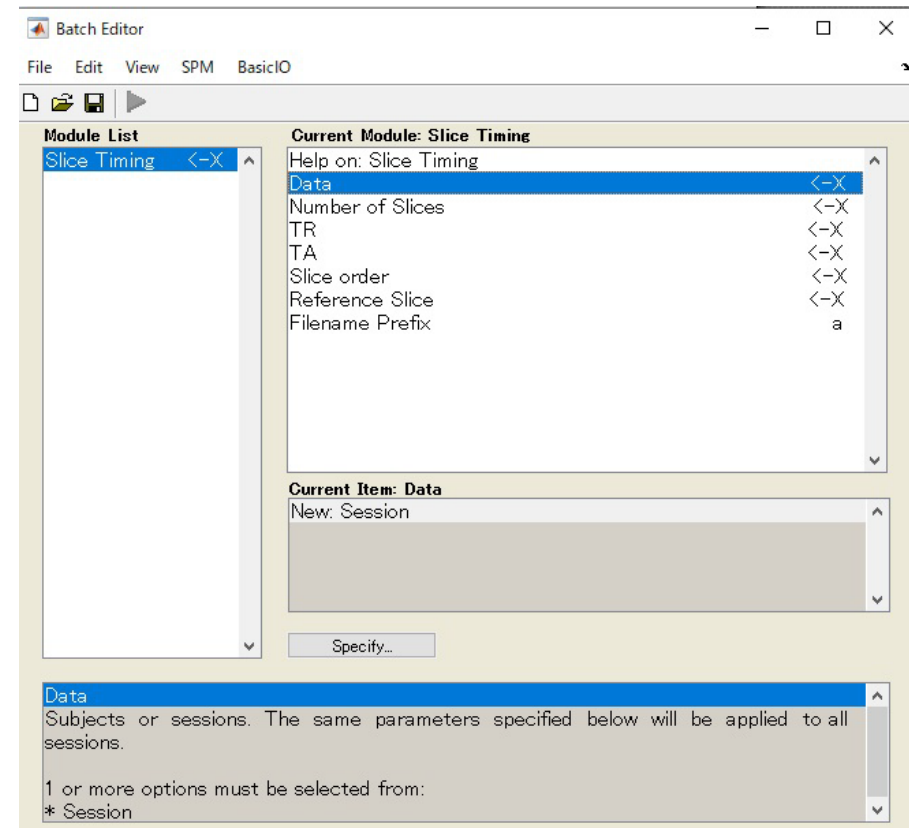 Batch Editor
File Edit View SPM BasicIO
Module List
Slice Timing <-X
Current Module: Slice Timing
Help on: Slice Timing
Data <-X
Number of Slices <-X
TR <-X
TA <-X
Slice order <-X
Reference Slice <-X
Filename Prefix a
Current Item: Data
New: Session
Specify...
Data
Subjects or sessions. The same parameters specified below will be applied to all
sessions.
1 or more options must be selected from:
* Session